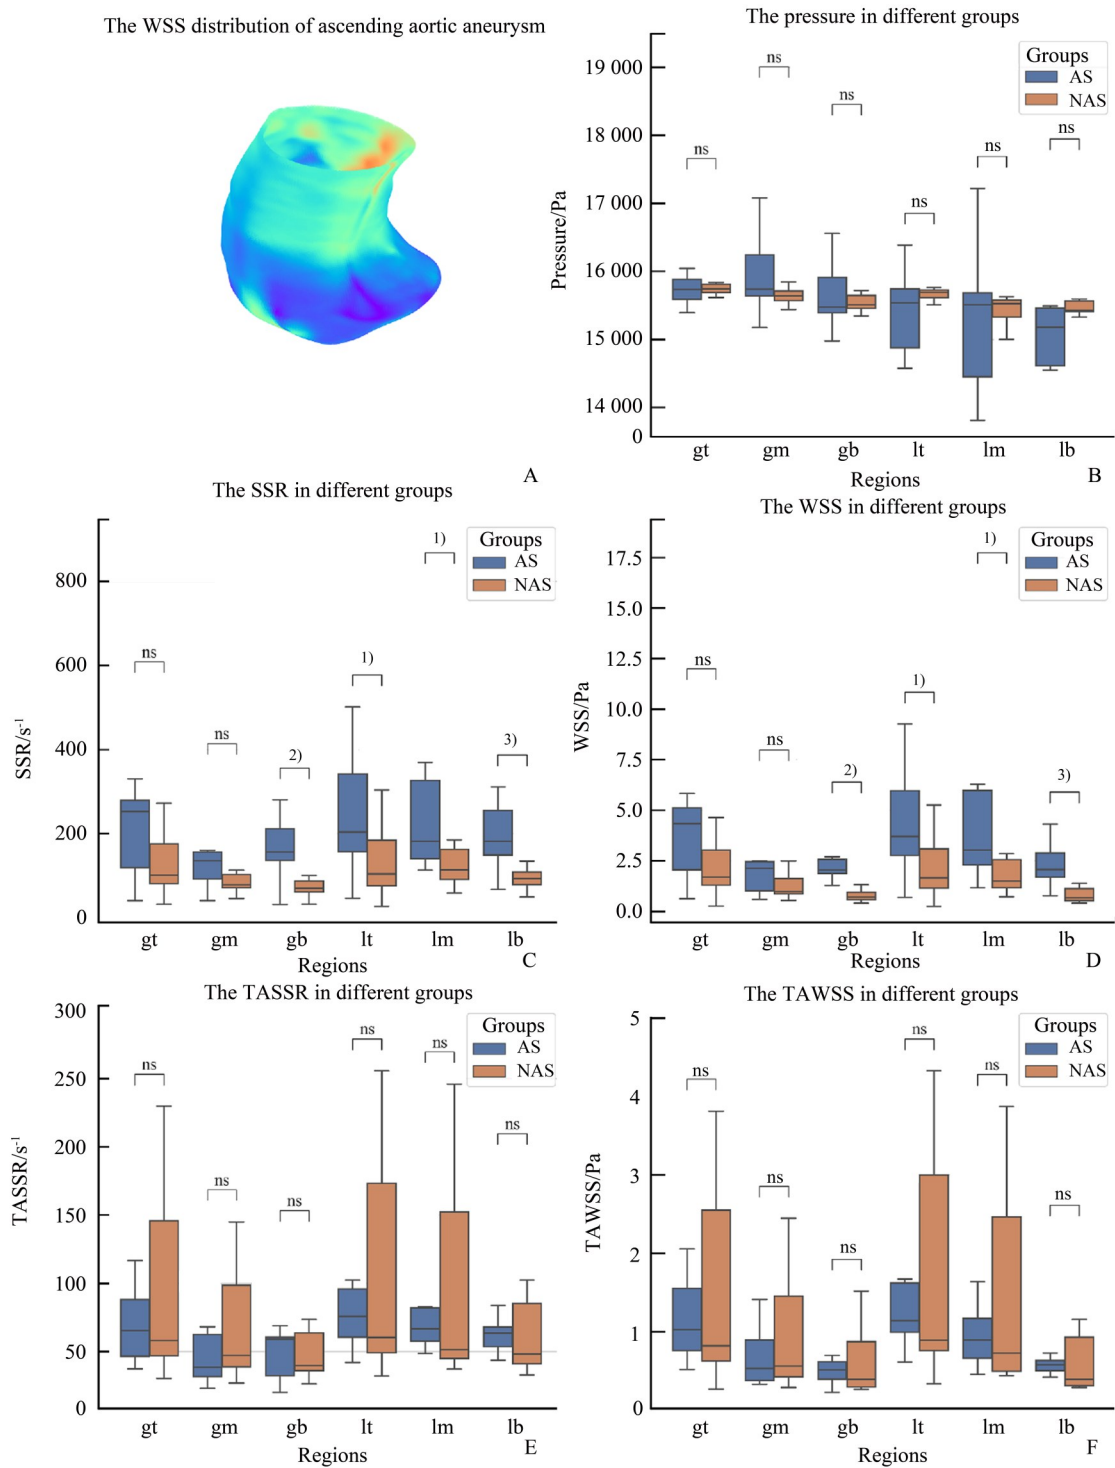 The WSS distribution of ascending aortic aneurysm
A
The pressure in different groups
Groups
AS
NAS
Pressure/Pa
19 000
18 000
17 000
16 000
15 000
14 000
0
ns
ns
ns
ns
ns
ns
gt gm gb lt lm lb
Regions
B
The SSR in different groups
Groups
AS
NAS
SSR/s⁻¹
800
600
400
200
0
ns
ns
2)
1)
1)
3)
gt gm gb lt lm lb
Regions
C
The WSS in different groups
Groups
AS
NAS
WSS/Pa
17.5
15.0
12.5
10.0
7.5
5.0
2.5
0.0
ns
ns
2)
1)
1)
3)
gt gm gb lt lm lb
Regions
D
The TASSR in different groups
Groups
AS
NAS
TASSR/s⁻¹
300
250
200
150
100
50
0
ns
ns
ns
ns
ns
ns
gt gm gb lt lm lb
Regions
E
The TAWSS in different groups
Groups
AS
NAS
TAWSS/Pa
5
4
3
2
1
0
ns
ns
ns
ns
ns
ns
gt gm gb lt lm lb
Regions
F